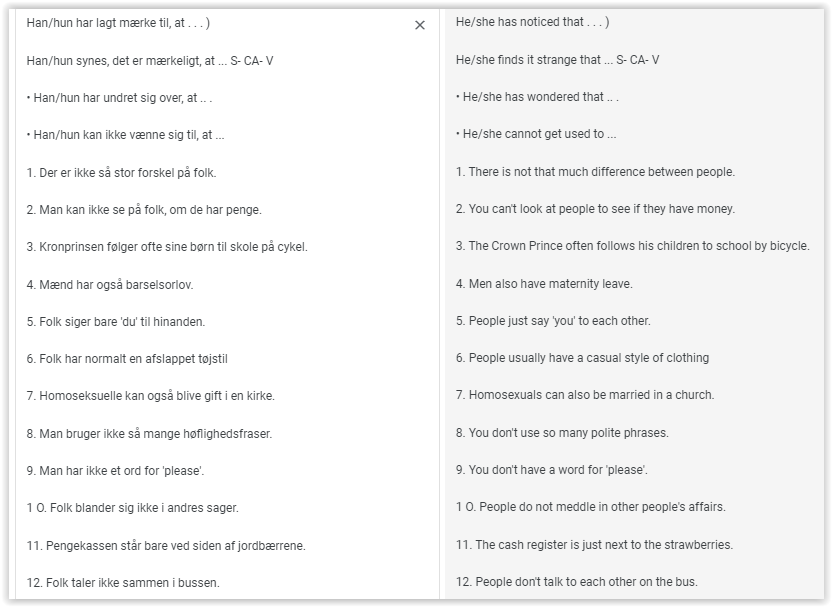 Han/hun har lagt mærke til, at . . . )
Han/hun synes, det er mærkeligt, at ... S- CA- V
• Han/hun har undret sig over, at .. .
• Han/hun kan ikke vænne sig til, at ...
1. Der er ikke så stor forskel på folk.
2. Man kan ikke se på folk, om de har penge.
3. Kronprinsen følger ofte sine børn til skole på cykel.
4. Mænd har også barselsorlov.
5. Folk siger bare 'du' til hinanden.
6. Folk har normalt en afslappet tøjstil
7. Homoseksuelle kan også blive gift i en kirke.
8. Man bruger ikke så mange høflighedsfraser.
9. Man har ikke et ord for 'please'.
1 O. Folk blander sig ikke i andres sager.
11. Pengekassen står bare ved siden af jordbærrene.
12. Folk taler ikke sammen i bussen.
He/she has noticed that . . . )
He/she finds it strange that ... S- CA- V
• He/she has wondered that .. .
• He/she cannot get used to ...
1. There is not that much difference between people.
2. You can't look at people to see if they have money.
3. The Crown Prince often follows his children to school by bicycle.
4. Men also have maternity leave.
5. People just say 'you' to each other.
6. People usually have a casual style of clothing
7. Homosexuals can also be married in a church.
8. You don't use so many polite phrases.
9. You don't have a word for 'please'.
1 O. People do not meddle in other people's affairs.
11. The cash register is just next to the strawberries.
12. People don't talk to each other on the bus.